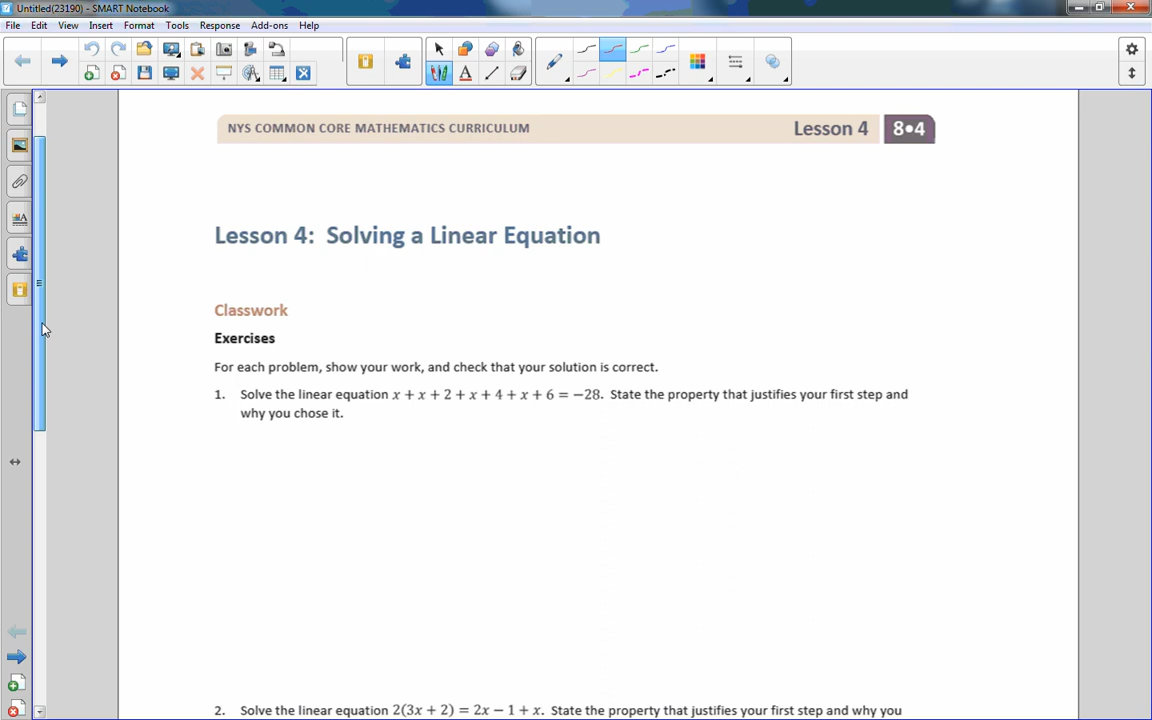 Untitled(23190) - SMART Notebook
File Edit View Insert Format Tools Response Add-ons Help
NYS COMMON CORE MATHEMATICS CURRICULUM Lesson 4 8•4
Lesson 4: Solving a Linear Equation
Classwork
Exercises
For each problem, show your work, and check that your solution is correct.
1. Solve the linear equation x + x + 2 + x + 4 + x + 6 = −28. State the property that justifies your first step and
why you chose it.
2. Solve the linear equation 2(3x + 2) = 2x − 1 + x. State the property that justifies your first step and why you